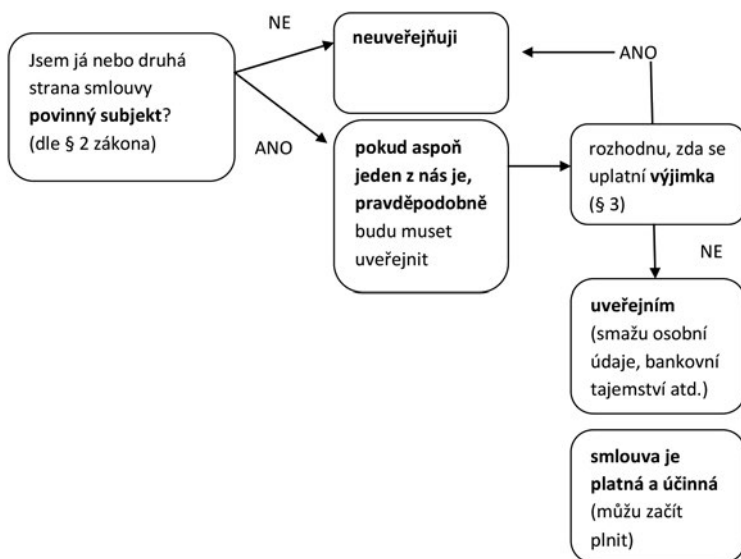 Jsem já nebo druhá
strana smlouvy
povinný subjekt?
(dle § 2 zákona)
NE
neuveřejňuji
ANO
ANO
pokud aspoň
jeden z nás je,
pravděpodobně
budu muset
uveřejnit
rozhodnu, zda se
uplatní výjimka
(§ 3)
NE
uveřejním
(smažu osobní
údaje, bankovní
tajemství atd.)
smlouva je
platná a účinná
(můžu začít
plnit)